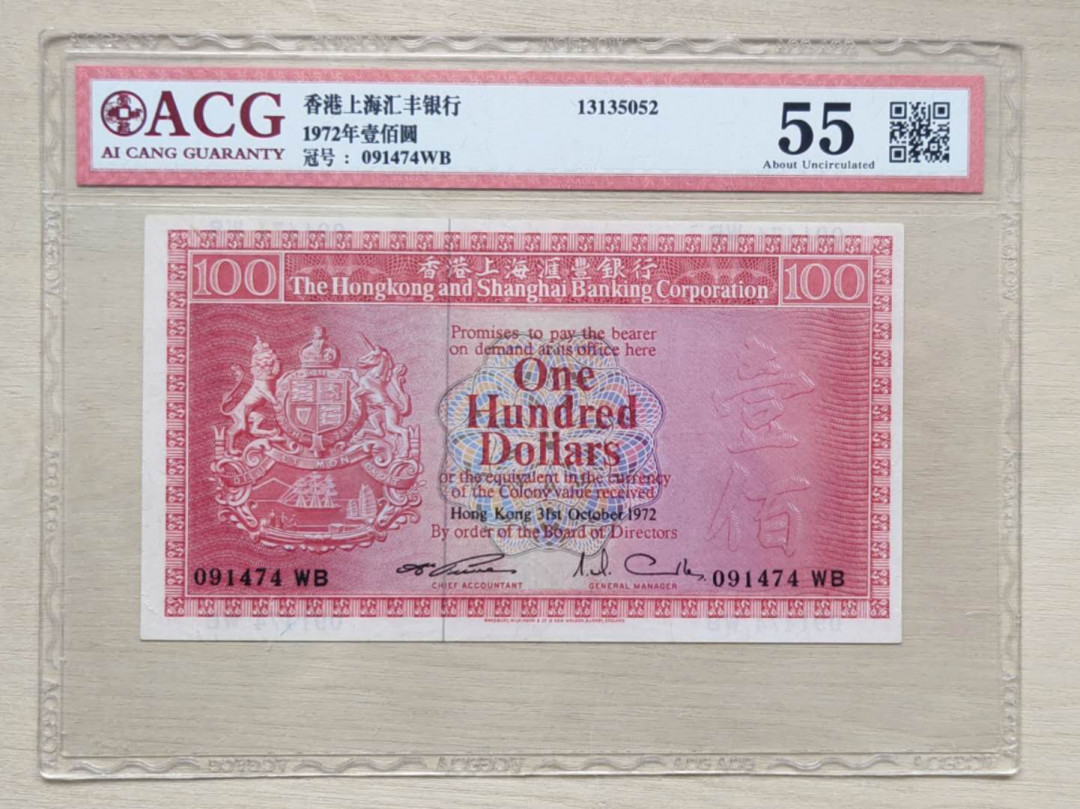 ACG
AI CANG GUARANTY
香港上海汇丰银行
1972年壹佰圆
冠号： 091474WB
13135052
55
About Uncirculated
100
香港上海滙豐銀行
The Hongkong and Shanghai Banking Corporation
100
Promises to pay the bearer
on demand at its office here
One
Hundred
Dollars
or the equivalent in the currency
of the Colony value received
Hong Kong 31st October 1972
By order of the Board of Directors
壹
佰
091474 WB
CHIEF ACCOUNTANT
GENERAL MANAGER
091474 WB